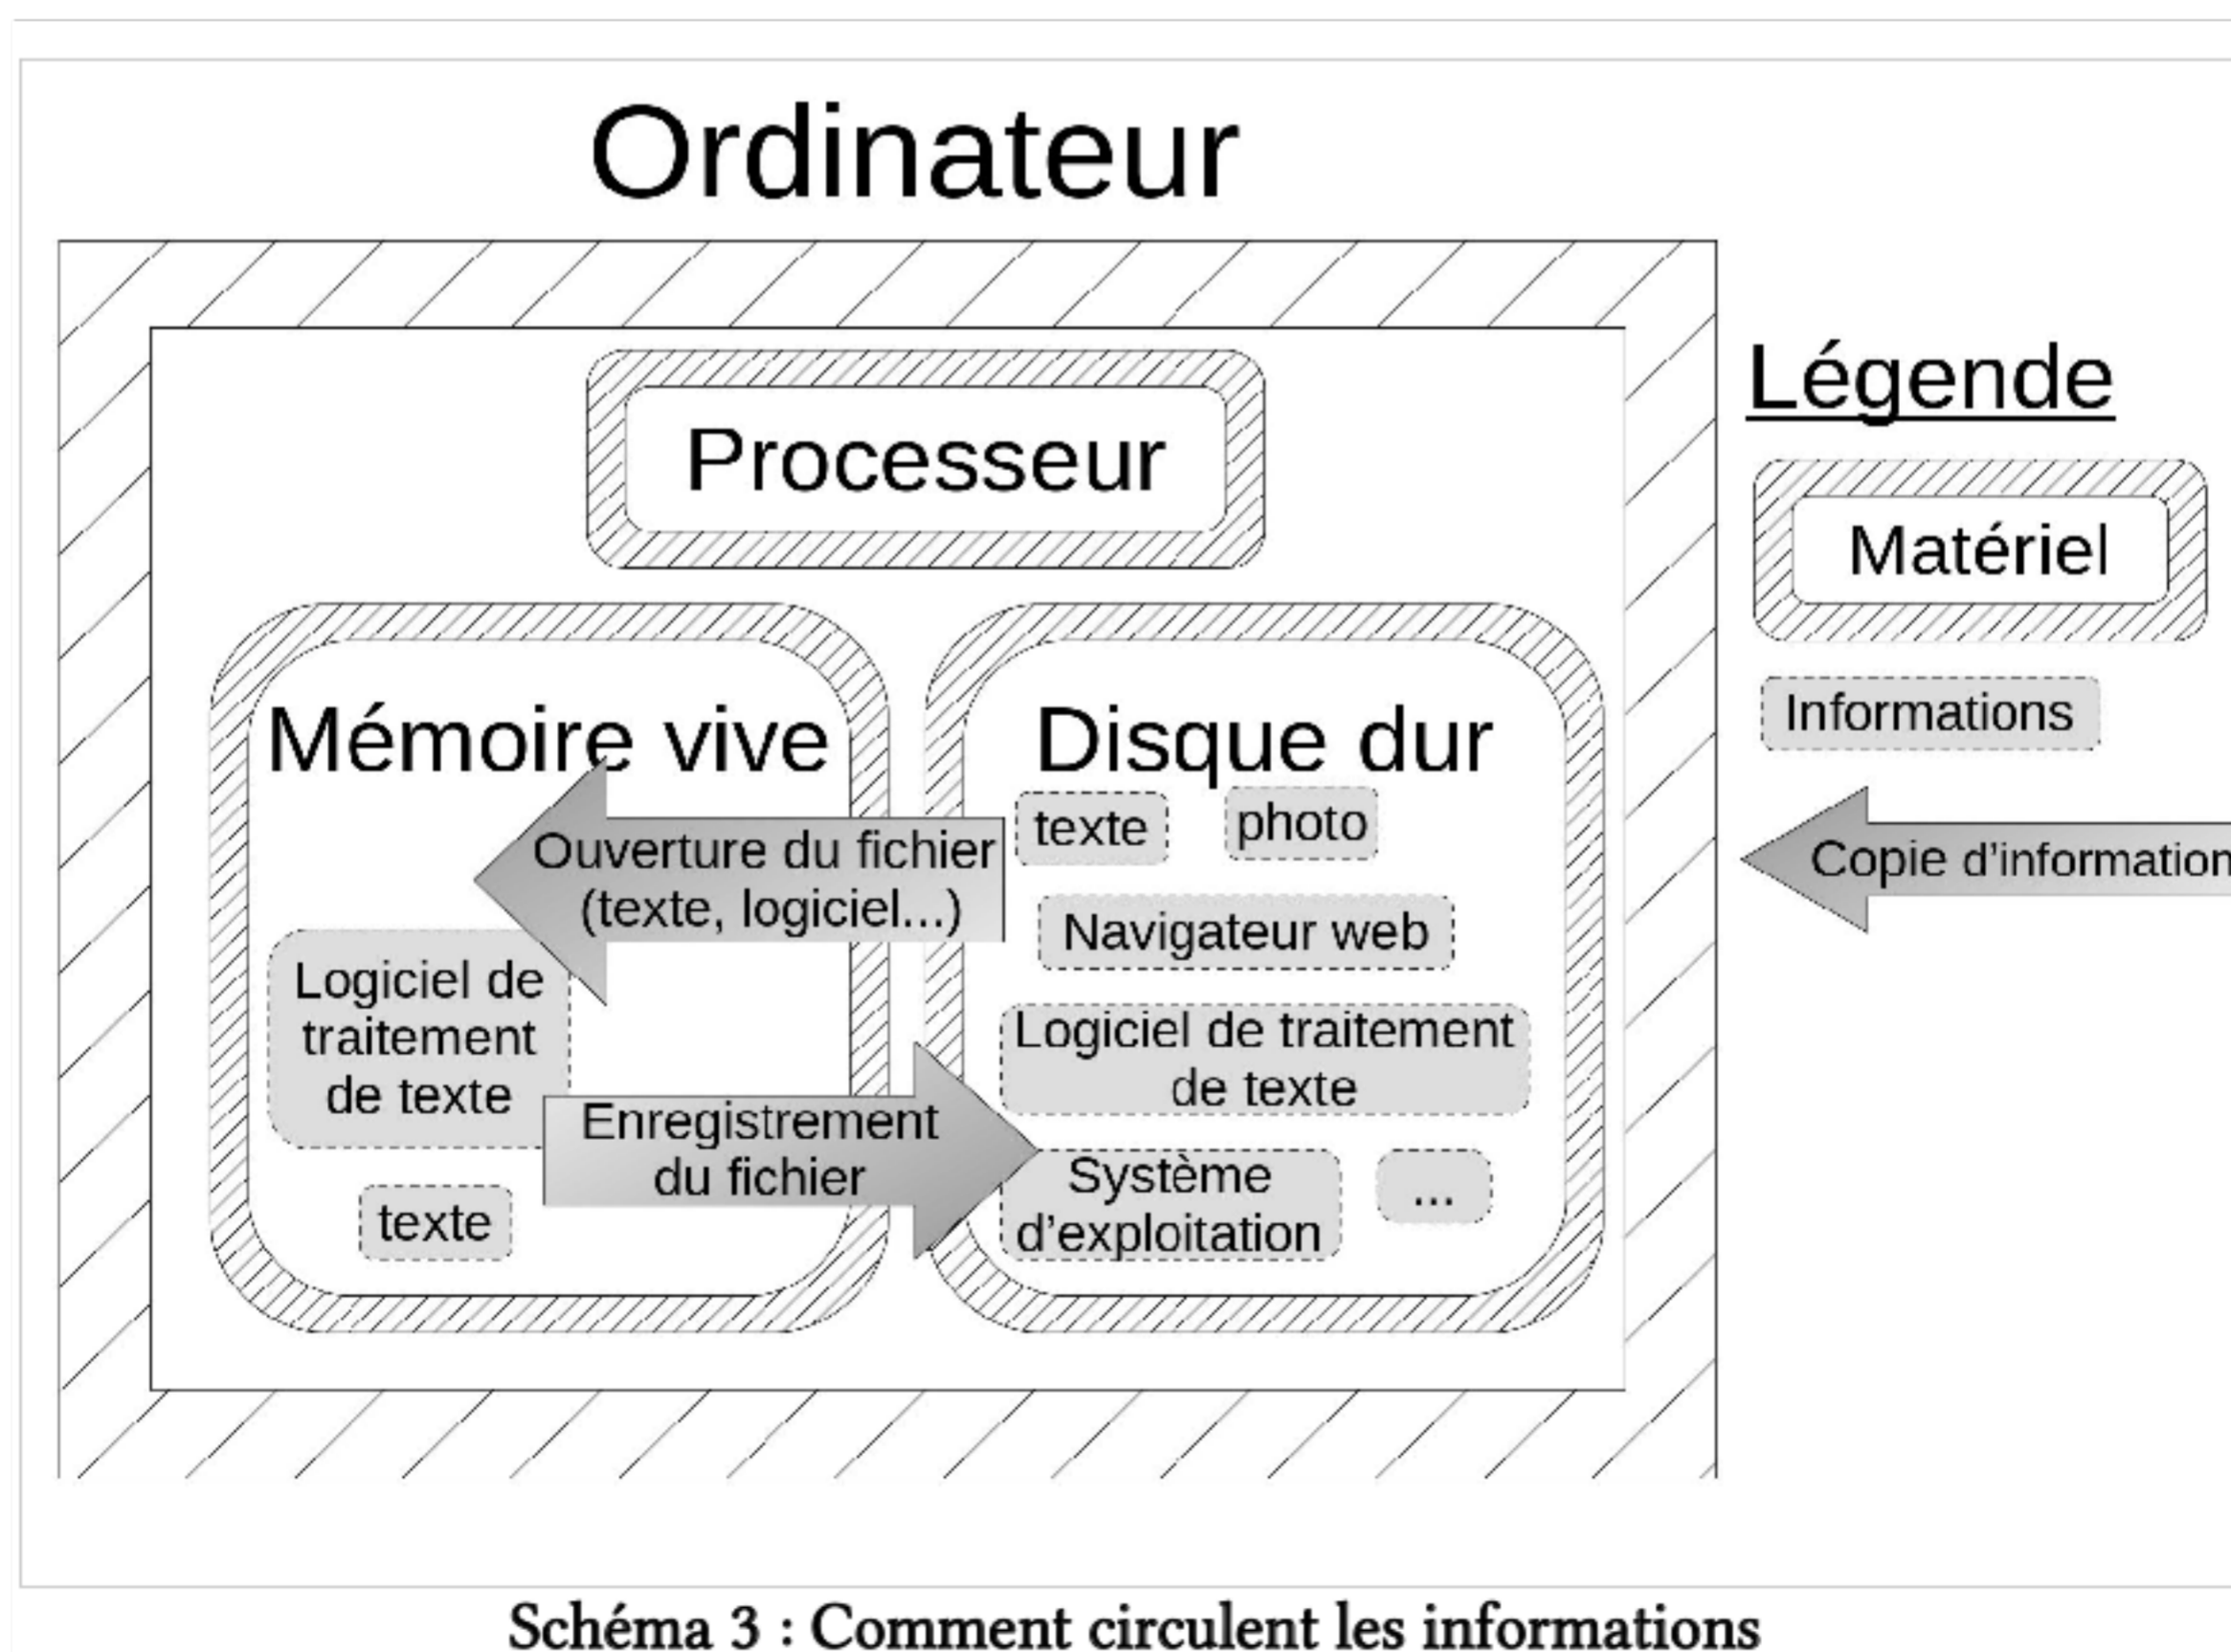 Ordinateur
Processeur
Légende
Matériel
Informations
Copie d'information
Mémoire vive
Ouverture du fichier
(texte, logiciel...)
Logiciel de
traitement
de texte
Enregistrement
du fichier
texte
Disque dur
texte
photo
Navigateur web
Logiciel de traitement
de texte
Système
d'exploitation
...
Schéma 3 : Comment circulent les informations